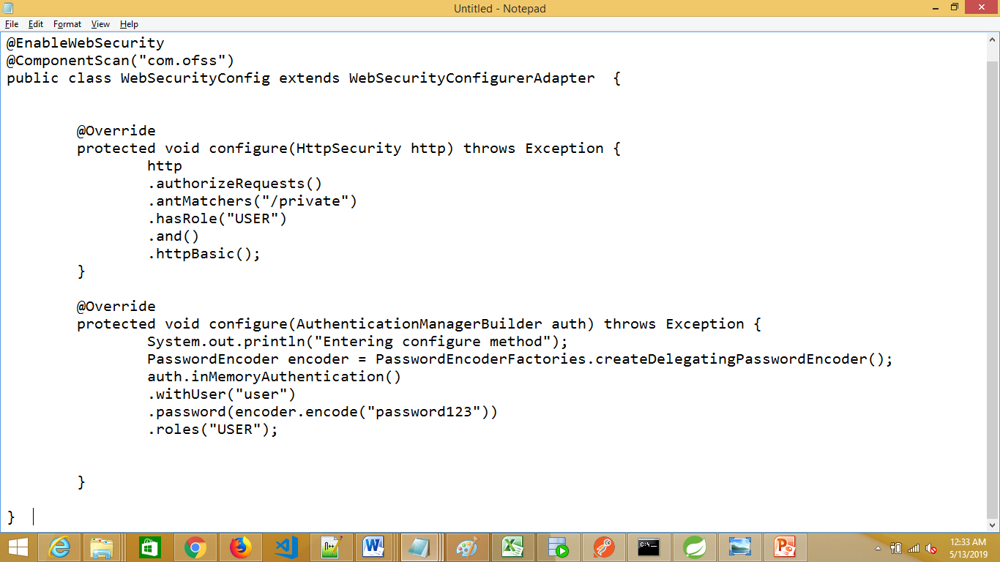 Untitled - Notepad
File Edit Format View Help
@EnableWebSecurity
@ComponentScan("com.ofss")
public class WebSecurityConfig extends WebSecurityConfigurerAdapter  {
@Override
protected void configure(HttpSecurity http) throws Exception {
http
.authorizeRequests()
.antMatchers("/private")
.hasRole("USER")
.and()
.httpBasic();
}
@Override
protected void configure(AuthenticationManagerBuilder auth) throws Exception {
System.out.println("Entering configure method");
PasswordEncoder encoder = PasswordEncoderFactories.createDelegatingPasswordEncoder();
auth.inMemoryAuthentication()
.withUser("user")
.password(encoder.encode("password123"))
.roles("USER");
}
}
12:33 AM
5/13/2019